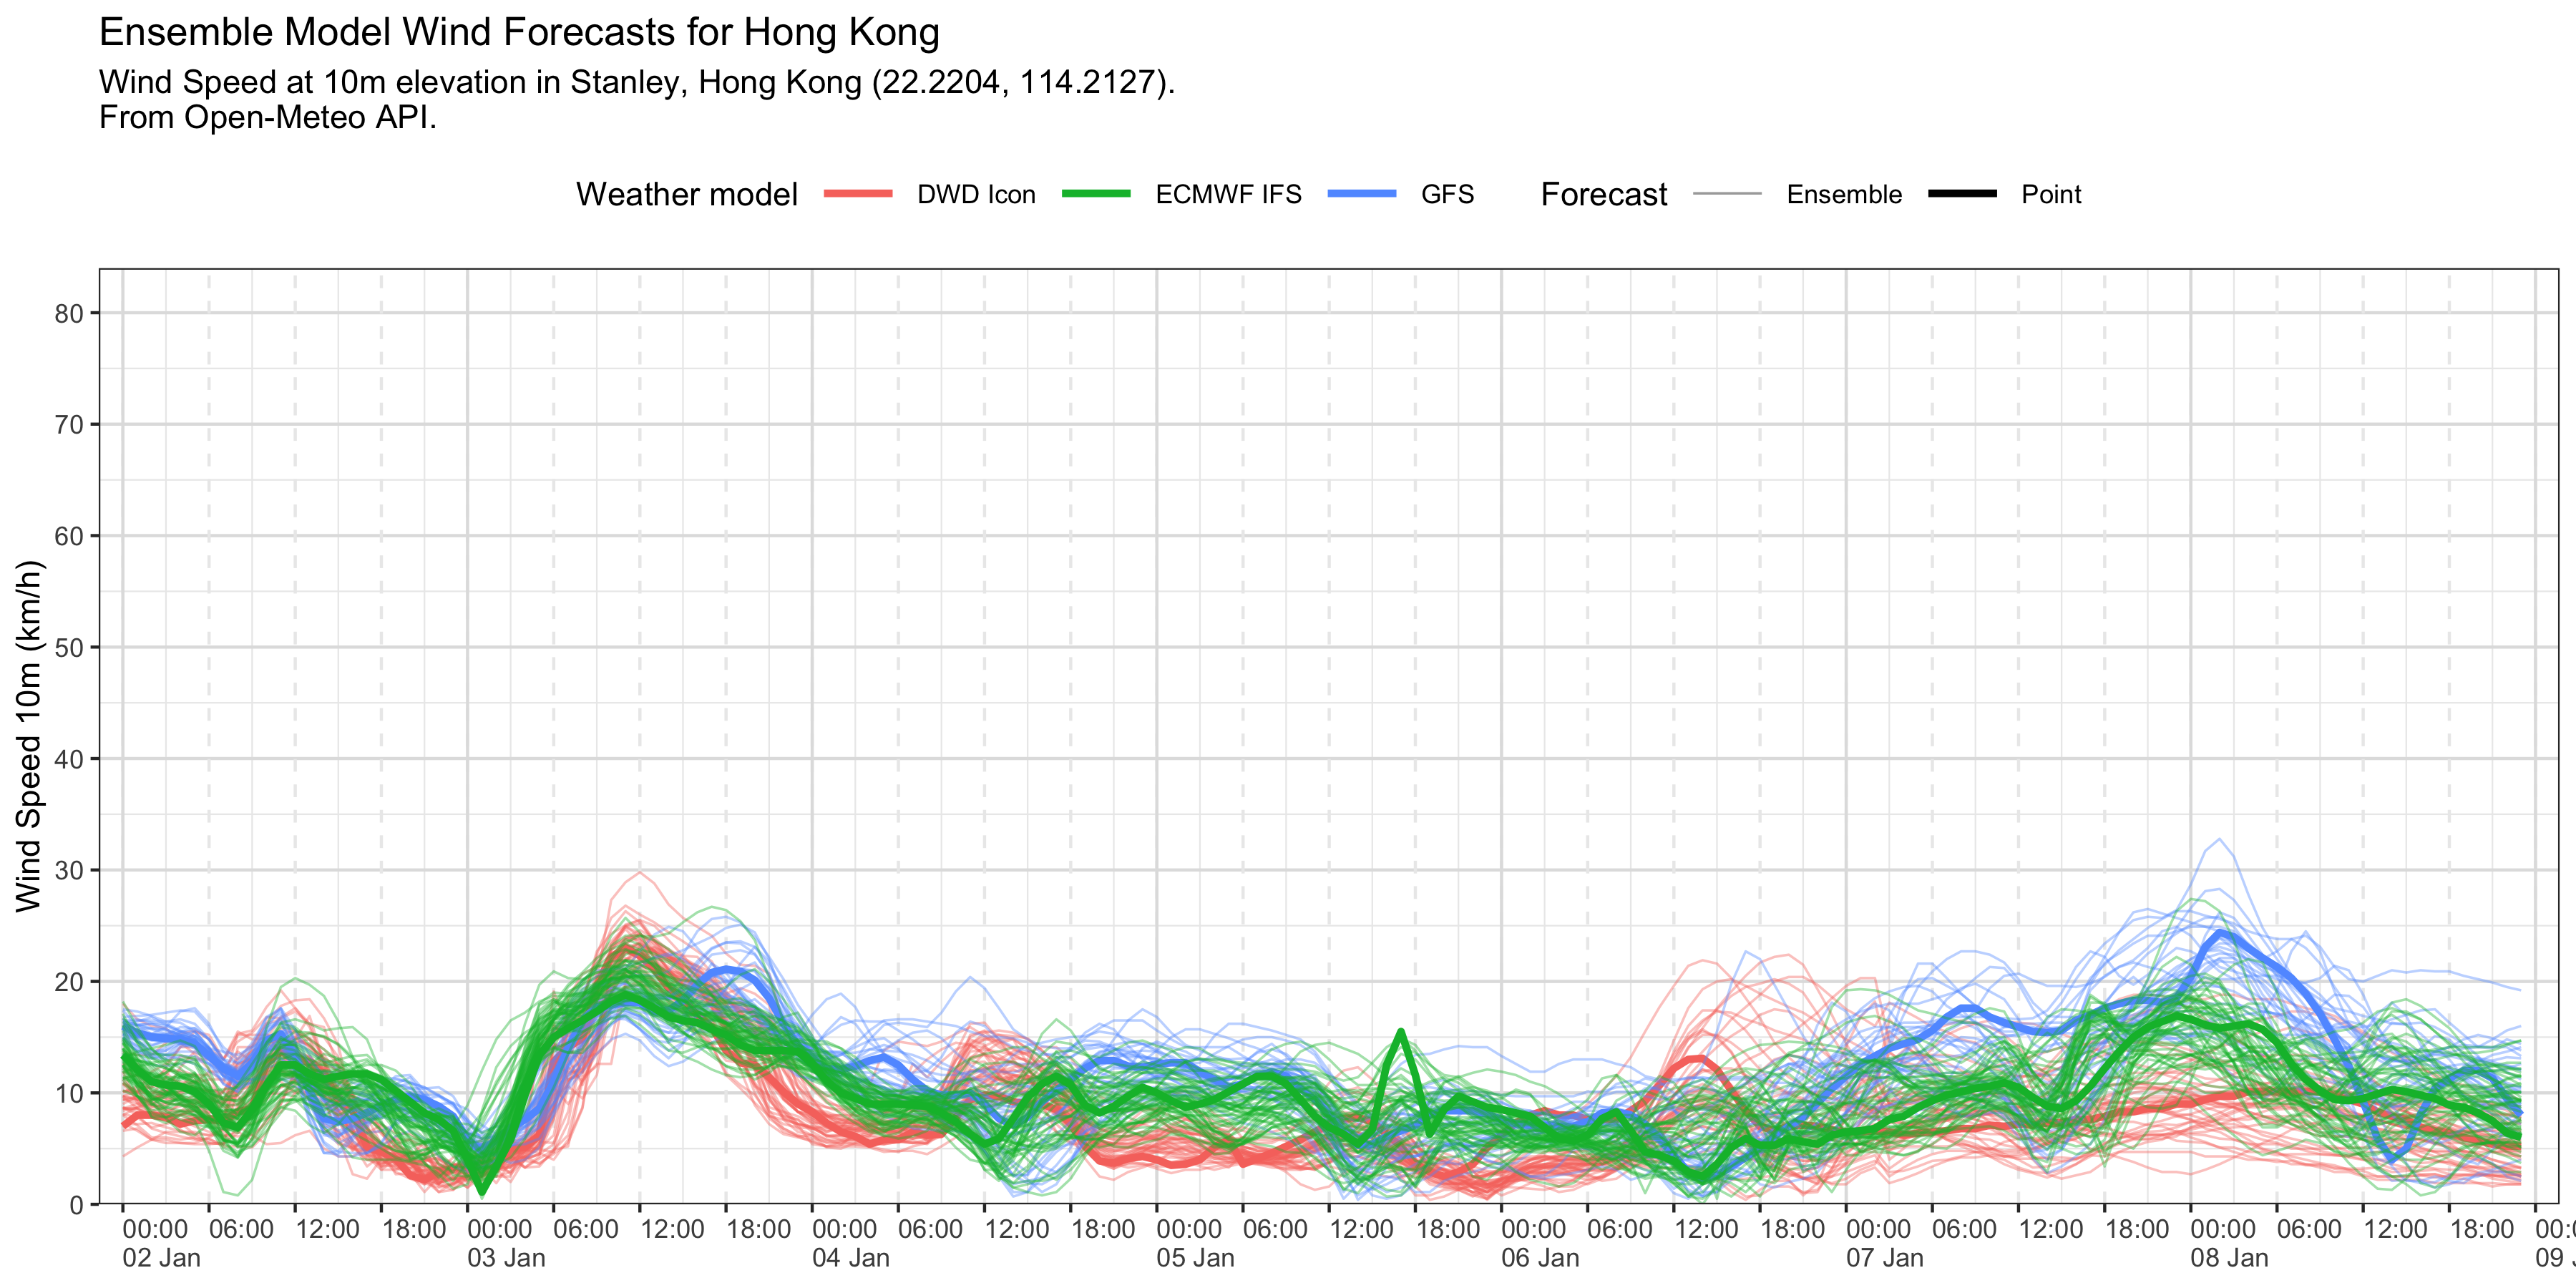 Ensemble Model Wind Forecasts for Hong Kong
Wind Speed at 10m elevation in Stanley, Hong Kong (22.2204, 114.2127).
From Open-Meteo API.
Weather model DWD Icon ECMWF IFS GFS Forecast Ensemble Point
Wind Speed 10m (km/h)
80
70
60
50
40
30
20
10
0
00:00 06:00 12:00 18:00 00:00 06:00 12:00 18:00 00:00 06:00 12:00 18:00 00:00 06:00 12:00 18:00 00:00 06:00 12:00 18:00 00:00 06:00 12:00 18:00 00:00 06:00 12:00 18:00
02 Jan 03 Jan 04 Jan 05 Jan 06 Jan 07 Jan 08 Jan 09